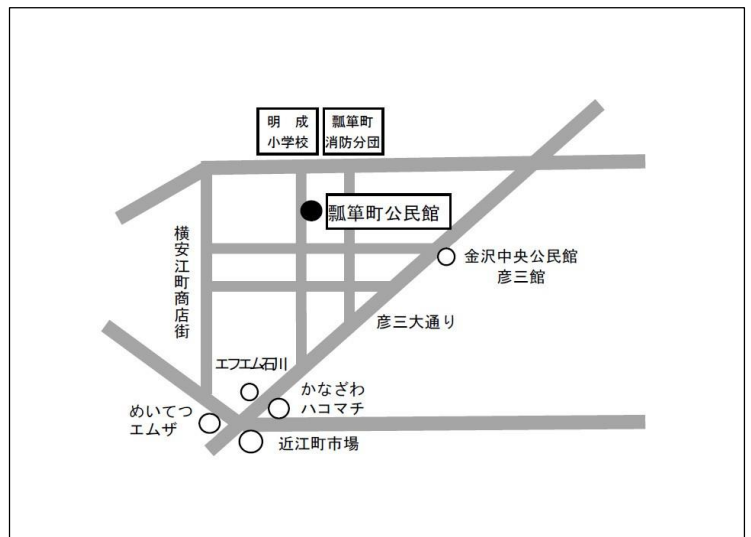 明 成
小学校
瓢箪町
消防分団
瓢箪町公民館
横安江町商店街
金沢中央公民館
彦三館
彦三大通り
エフエム石川
かなざわ
ハコマチ
めいてつ
エムザ
近江町市場